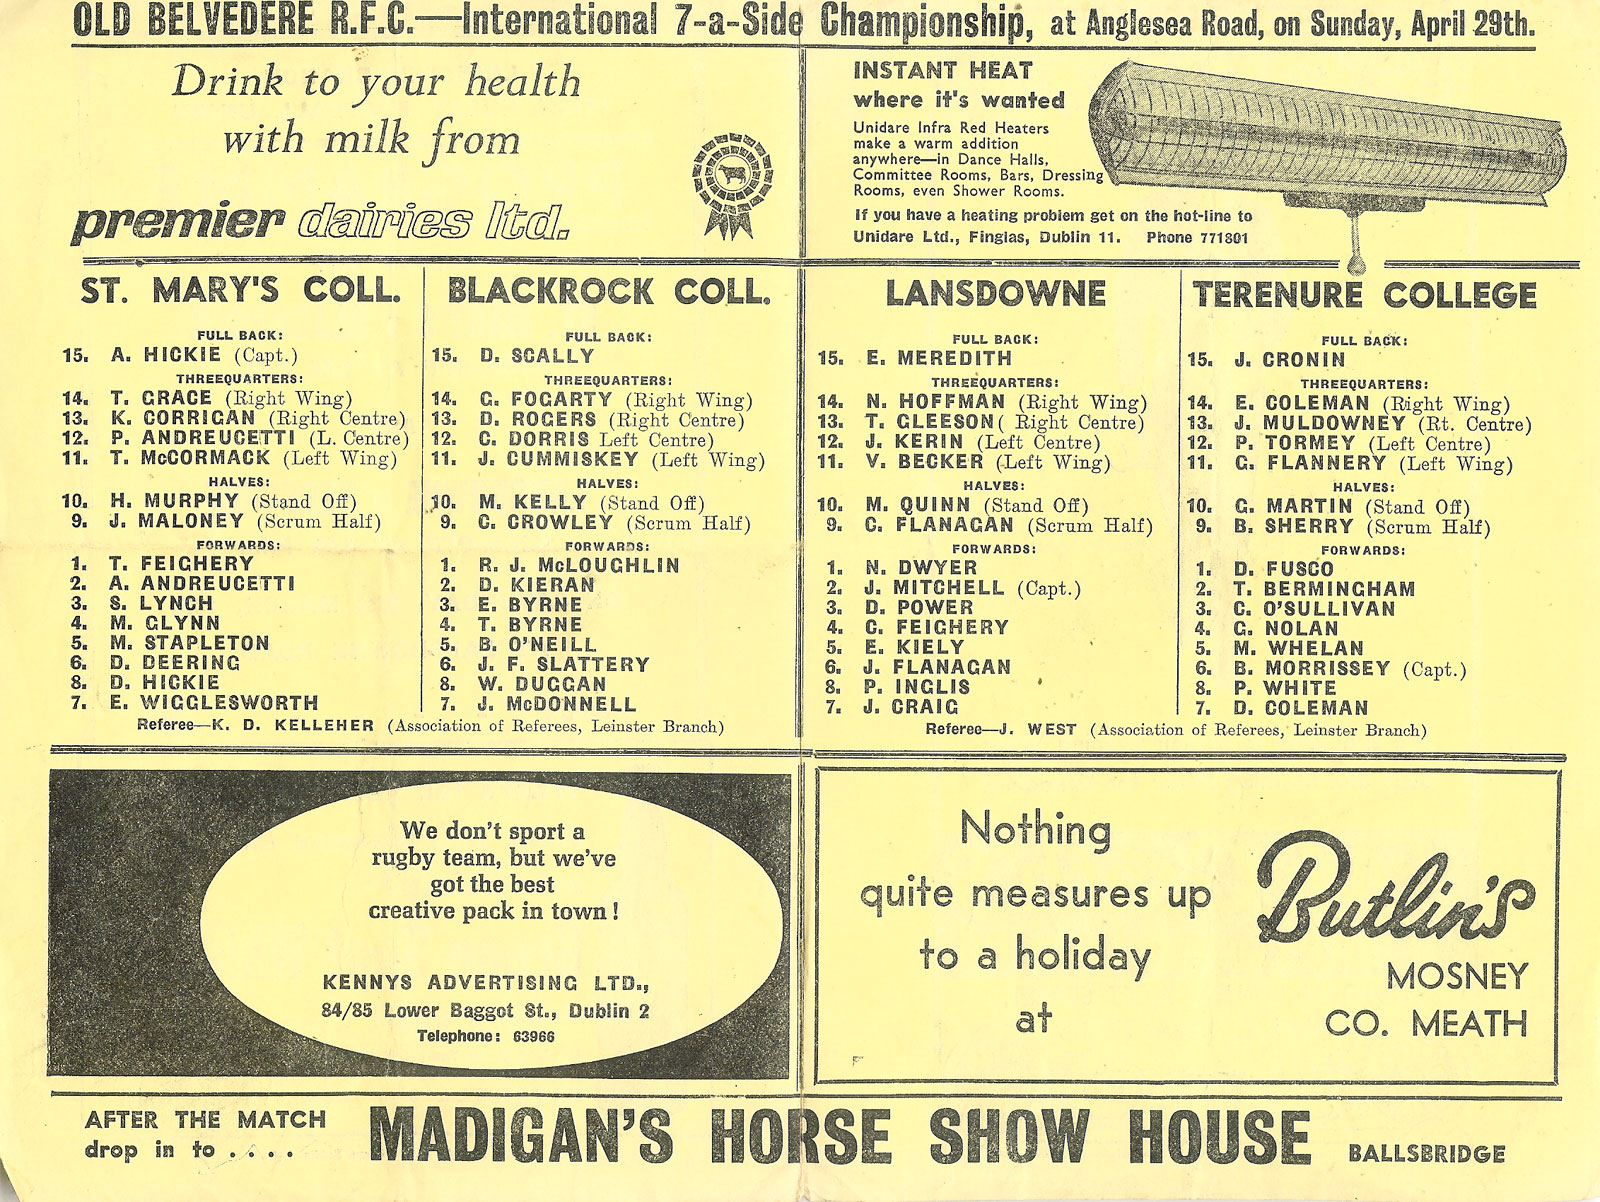 OLD BELVEDERE R.F.C.—International 7-a-Side Championship, at Anglesea Road, on Sunday, April 29th.
Drink to your health
with milk from
premier dairies ltd.
INSTANT HEAT
where it's wanted
Unidare Infra Red Heaters
make a warm addition
anywhere—in Dance Halls,
Committee Rooms, Bars, Dressing
Rooms, even Shower Rooms.
If you have a heating problem get on the hot-line to
Unidare Ltd., Finglas, Dublin 11. Phone 771801
ST. MARY'S COLL.
FULL BACK:
15. A. HICKIE (Capt.)
THREEQUARTERS:
14. T. GRACE (Right Wing)
13. K. CORRIGAN (Right Centre)
12. P. ANDREUCETTI (L. Centre)
11. T. McCORMACK (Left Wing)
HALVES:
10. H. MURPHY (Stand Off)
9. J. MALONEY (Scrum Half)
FORWARDS:
1. T. FEIGHERY
2. A. ANDREUCETTI
3. S. LYNCH
4. M. GLYNN
5. M. STAPLETON
6. D. DEERING
8. D. HICKIE
7. E. WIGGLESWORTH
BLACKROCK COLL.
FULL BACK:
15. D. SCALLY
THREEQUARTERS:
14. G. FOGARTY (Right Wing)
13. D. ROGERS (Right Centre)
12. C. DORRIS Left Centre)
11. J. CUMMISKEY (Left Wing)
HALVES:
10. M. KELLY (Stand Off)
9. C. CROWLEY (Scrum Half)
FORWARDS:
1. R. J. McLOUGHLIN
2. D. KIERAN
3. E. BYRNE
4. T. BYRNE
5. B. O'NEILL
6. J. F. SLATTERY
8. W. DUGGAN
7. J. McDONNELL
Referee—K. D. KELLEHER (Association of Referees, Leinster Branch)
LANSDOWNE
FULL BACK:
15. E. MEREDITH
THREEQUARTERS:
14. N. HOFFMAN (Right Wing)
13. T. GLEESON( Right Centre)
12. J. KERIN (Left Centre)
11. V. BECKER (Left Wing)
HALVES:
10. M. QUINN (Stand Off)
9. C. FLANAGAN (Scrum Half)
FORWARDS:
1. N. DWYER
2. J. MITCHELL (Capt.)
3. D. POWER
4. C. FEIGHERY
5. E. KIELY
6. J. FLANAGAN
8. P. INGLIS
7. J. CRAIG
TERENURE COLLEGE
FULL BACK:
15. J. CRONIN
THREEQUARTERS:
14. E. COLEMAN (Right Wing)
13. J. MULDOWNEY (Rt. Centre)
12. P. TORMEY (Left Centre)
11. G. FLANNERY (Left Wing)
HALVES:
10. G. MARTIN (Stand Off)
9. B. SHERRY (Scrum Half)
FORWARDS:
1. D. FUSCO
2. T. BERMINGHAM
3. C. O'SULLIVAN
4. G. NOLAN
5. M. WHELAN
6. B. MORRISSEY (Capt.)
8. P. WHITE
7. D. COLEMAN
Referee—J. WEST (Association of Referees, Leinster Branch)
We don't sport a
rugby team, but we've
got the best
creative pack in town!
KENNYS ADVERTISING LTD.,
84/85 Lower Baggot St., Dublin 2
Telephone: 63966
Nothing
quite measures up
to a holiday
at
Butlin's
MOSNEY
CO. MEATH
AFTER THE MATCH
drop in to . . . .
MADIGAN'S HORSE SHOW HOUSE BALLSBRIDGE